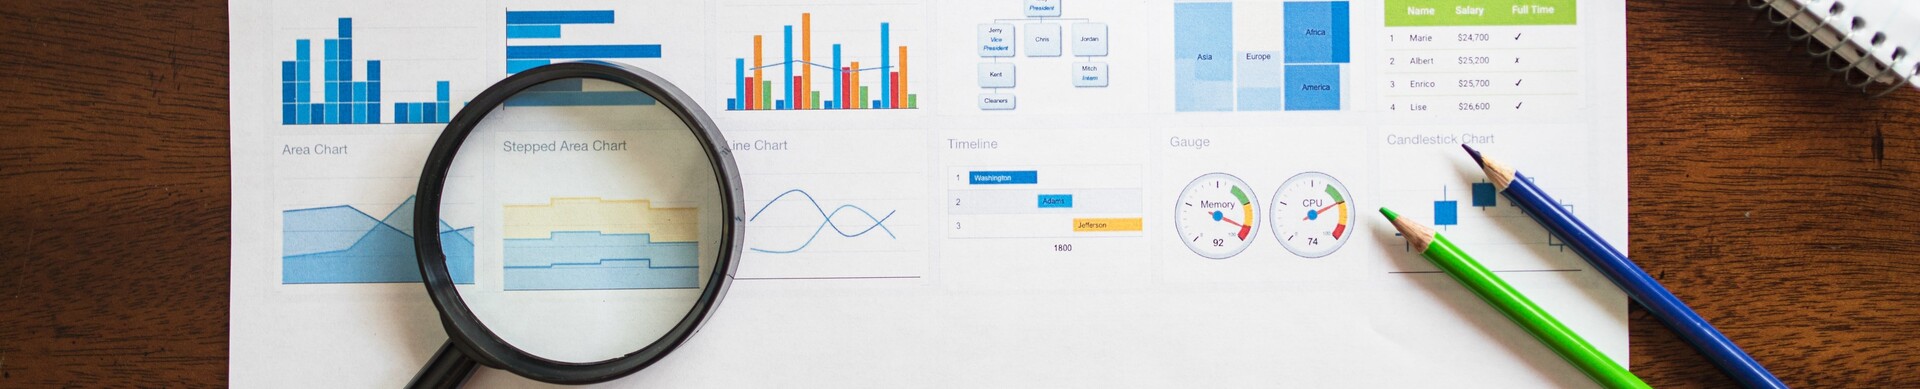 President
Jerry
Vice
President
Chris
Jordan
Kent
Mitch
Intern
Cleaners
Asia
Europe
Africa
America
Name Salary Full Time
1 Marie $24,700 ✓
2 Albert $25,200 x
3 Enrico $25,700 ✓
4 Lise $26,600 ✓
Area Chart
Stepped Area Chart
Line Chart
Timeline
1 Washington
2 Adams
3 Jefferson
1800
Gauge
Memory
92
CPU
74
Candlestick Chart